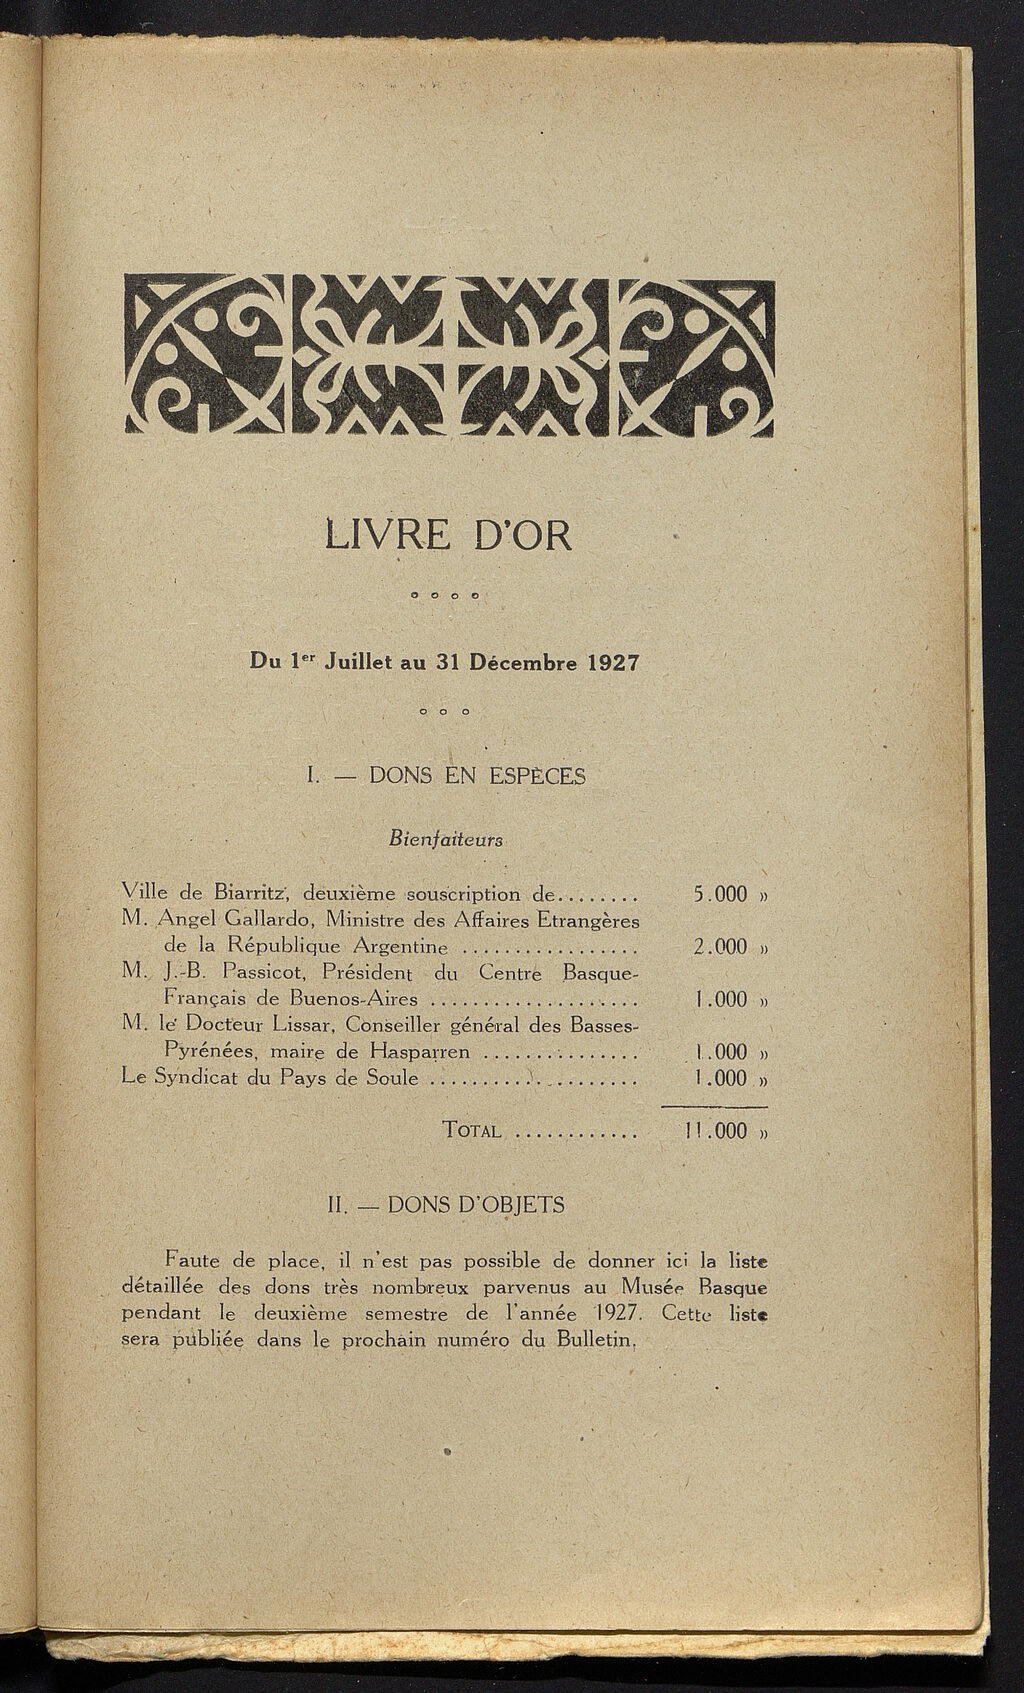 LIVRE D'OR
Du 1er Juillet au 31 Décembre 1927
I. — DONS EN ESPÈCES
Bienfaiteurs
Ville de Biarritz, deuxième souscription de........ 5.000 »
M. Angel Gallardo, Ministre des Affaires Etrangères
de la République Argentine ................. 2.000 »
M. J.-B. Passicot, Président du Centre Basque-
Français de Buenos-Aires .................... 1.000 »
M. le Docteur Lissar, Conseiller général des Basses-
Pyrénées, maire de Hasparren ............... 1.000 »
Le Syndicat du Pays de Soule .................... 1.000 »
TOTAL ............ 11.000 »
II. — DONS D'OBJETS
Faute de place, il n'est pas possible de donner ici la liste
détaillée des dons très nombreux parvenus au Musée Basque
pendant le deuxième semestre de l'année 1927. Cette liste
sera publiée dans le prochain numéro du Bulletin.